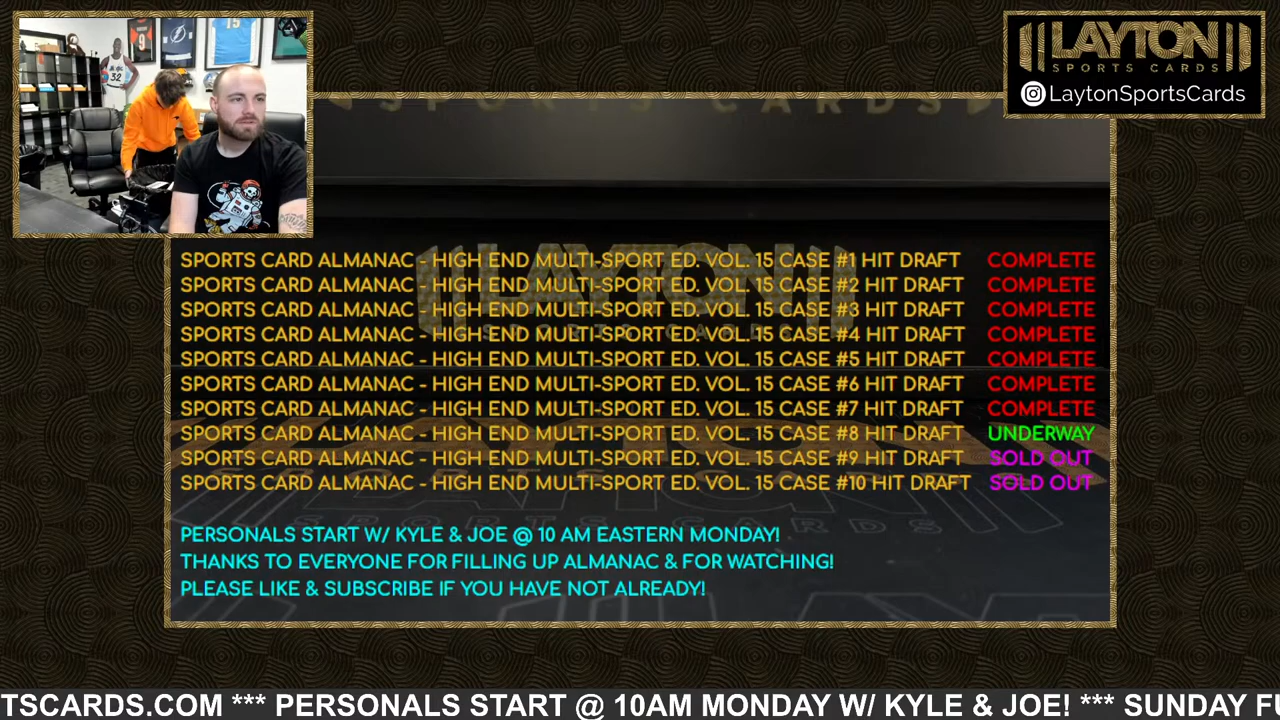 15
9
32
LAYTON
SPORTS CARDS
LaytonSportsCards
SPORTS CARDS
LAYTON
SPORTS CARD ALMANAC - HIGH END MULTI-SPORT ED. VOL. 15 CASE #1 HIT DRAFT COMPLETE
SPORTS CARD ALMANAC - HIGH END MULTI-SPORT ED. VOL. 15 CASE #2 HIT DRAFT COMPLETE
SPORTS CARD ALMANAC - HIGH END MULTI-SPORT ED. VOL. 15 CASE #3 HIT DRAFT COMPLETE
SPORTS CARD ALMANAC - HIGH END MULTI-SPORT ED. VOL. 15 CASE #4 HIT DRAFT COMPLETE
SPORTS CARD ALMANAC - HIGH END MULTI-SPORT ED. VOL. 15 CASE #5 HIT DRAFT COMPLETE
SPORTS CARD ALMANAC - HIGH END MULTI-SPORT ED. VOL. 15 CASE #6 HIT DRAFT COMPLETE
SPORTS CARD ALMANAC - HIGH END MULTI-SPORT ED. VOL. 15 CASE #7 HIT DRAFT COMPLETE
SPORTS CARD ALMANAC - HIGH END MULTI-SPORT ED. VOL. 15 CASE #8 HIT DRAFT UNDERWAY
SPORTS CARD ALMANAC - HIGH END MULTI-SPORT ED. VOL. 15 CASE #9 HIT DRAFT SOLD OUT
SPORTS CARD ALMANAC - HIGH END MULTI-SPORT ED. VOL. 15 CASE #10 HIT DRAFT SOLD OUT
PERSONALS START W/ KYLE & JOE @ 10 AM EASTERN MONDAY!
THANKS TO EVERYONE FOR FILLING UP ALMANAC & FOR WATCHING!
PLEASE LIKE & SUBSCRIBE IF YOU HAVE NOT ALREADY!
TSCARDS.COM *** PERSONALS START @ 10AM MONDAY W/ KYLE & JOE! *** SUNDAY FU